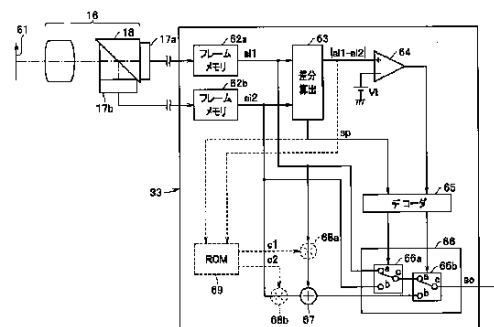 61
16
18
17a
17b
62a
フレーム
メモリ
ai1
62b
フレーム
メモリ
ai2
63
差分
算出
|ai1-ai2|
64
Vt
sp
65
デコーダ
33
ROM
69
c1
c2
68a
68b
67
66
66a
a
b
c
66b
a
b
c
so